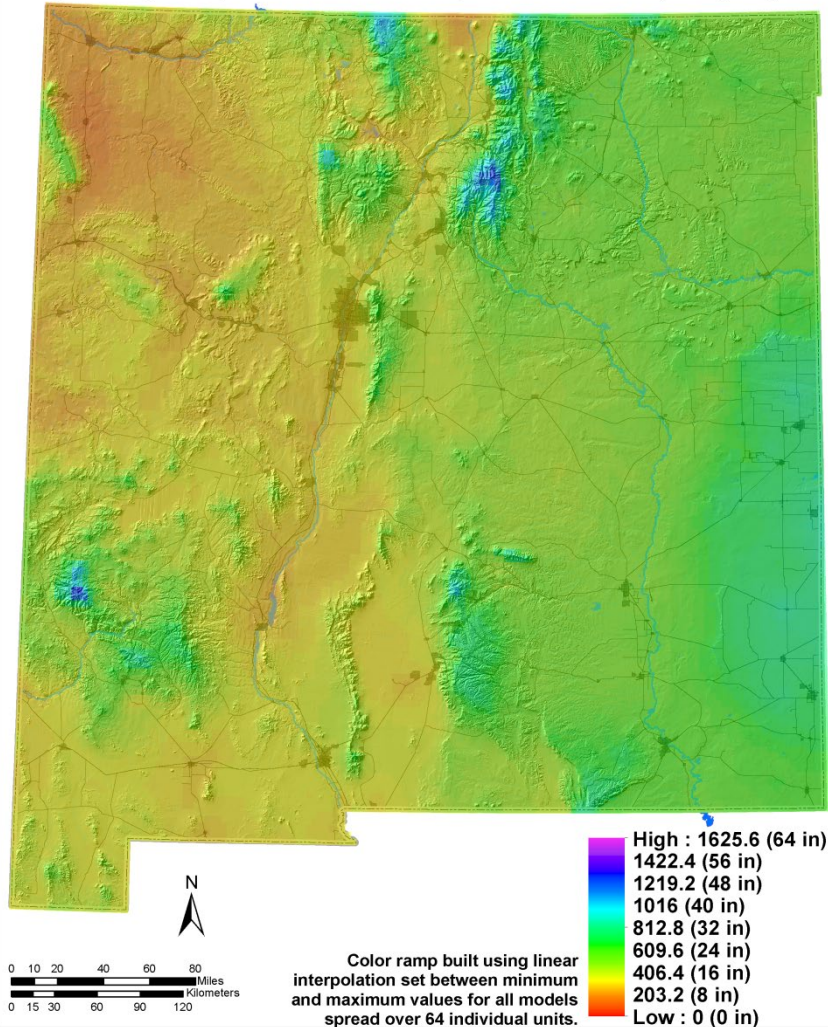 N
0 10 20 40 60 80
Miles
Kilometers
0 15 30 60 90 120
Color ramp built using linear
interpolation set between minimum
and maximum values for all models
spread over 64 individual units.
High : 1625.6 (64 in)
1422.4 (56 in)
1219.2 (48 in)
1016 (40 in)
812.8 (32 in)
609.6 (24 in)
406.4 (16 in)
203.2 (8 in)
Low : 0 (0 in)